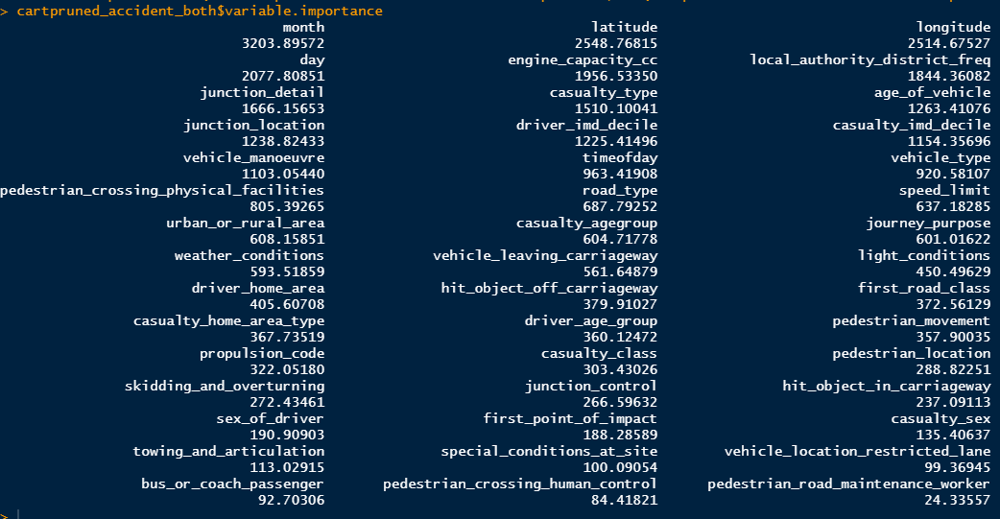 > cartpruned_accident_both$variable.importance
month latitude longitude
3203.89572 2548.76815 2514.67527
day engine_capacity_cc local_authority_district_freq
2077.80851 1956.53350 1844.36082
junction_detail casualty_type age_of_vehicle
1666.15653 1510.10041 1263.41076
junction_location driver_imd_decile casualty_imd_decile
1238.82433 1225.41496 1154.35696
vehicle_manoeuvre timeofday vehicle_type
1103.05440 963.41908 920.58107
pedestrian_crossing_physical_facilities road_type speed_limit
805.39265 687.79252 637.18285
urban_or_rural_area casualty_agegroup journey_purpose
608.15851 604.71778 601.01622
weather_conditions vehicle_leaving_carriageway light_conditions
593.51859 561.64879 450.49629
driver_home_area hit_object_off_carriageway first_road_class
405.60708 379.91027 372.56129
casualty_home_area_type driver_age_group pedestrian_movement
367.73519 360.12472 357.90035
propulsion_code casualty_class pedestrian_location
322.05180 303.43026 288.82251
skidding_and_overturning junction_control hit_object_in_carriageway
272.43461 266.59632 237.09113
sex_of_driver first_point_of_impact casualty_sex
190.90903 188.28589 135.40637
towing_and_articulation special_conditions_at_site vehicle_location_restricted_lane
113.02915 100.09054 99.36945
bus_or_coach_passenger pedestrian_crossing_human_control pedestrian_road_maintenance_worker
92.70306 84.41821 24.33557
>